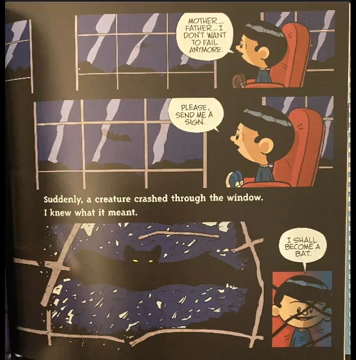 MOTHER...
FATHER... I
DON'T WANT
TO FAIL
ANYMORE.
PLEASE,
SEND ME A
SIGN.
Suddenly, a creature crashed through the window.
I knew what it meant.
I SHALL
BECOME A
BAT.